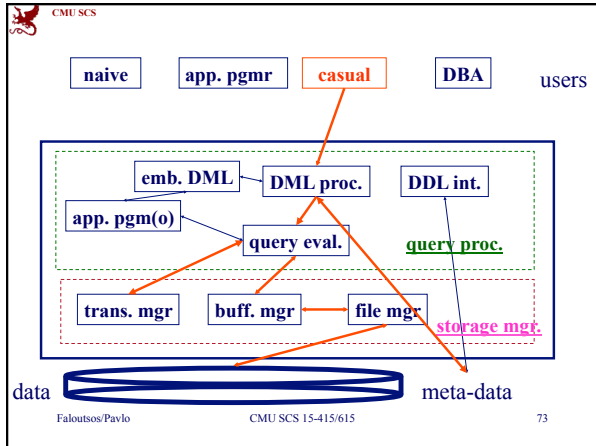 CMU SCS
naive
app. pgmr
casual
DBA
users
emb. DML
DML proc.
DDL int.
app. pgm(o)
query eval.
query proc.
trans. mgr
buff. mgr
file mgr
storage mgr.
data
meta-data
Faloutsos/Pavlo
CMU SCS 15-415/615
73